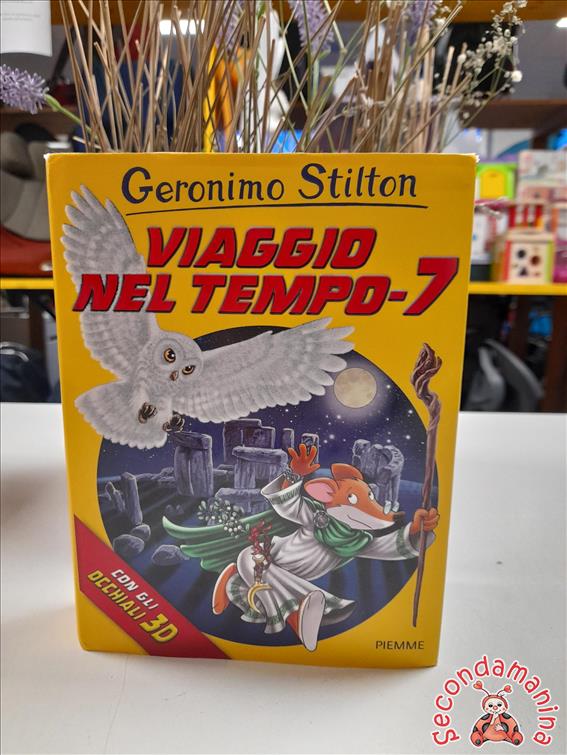 Geronimo Stilton
VIAGGIO
NEL TEMPO-7
CON GLI
OCCHIALI 3D
PIEMME
Secondamanina